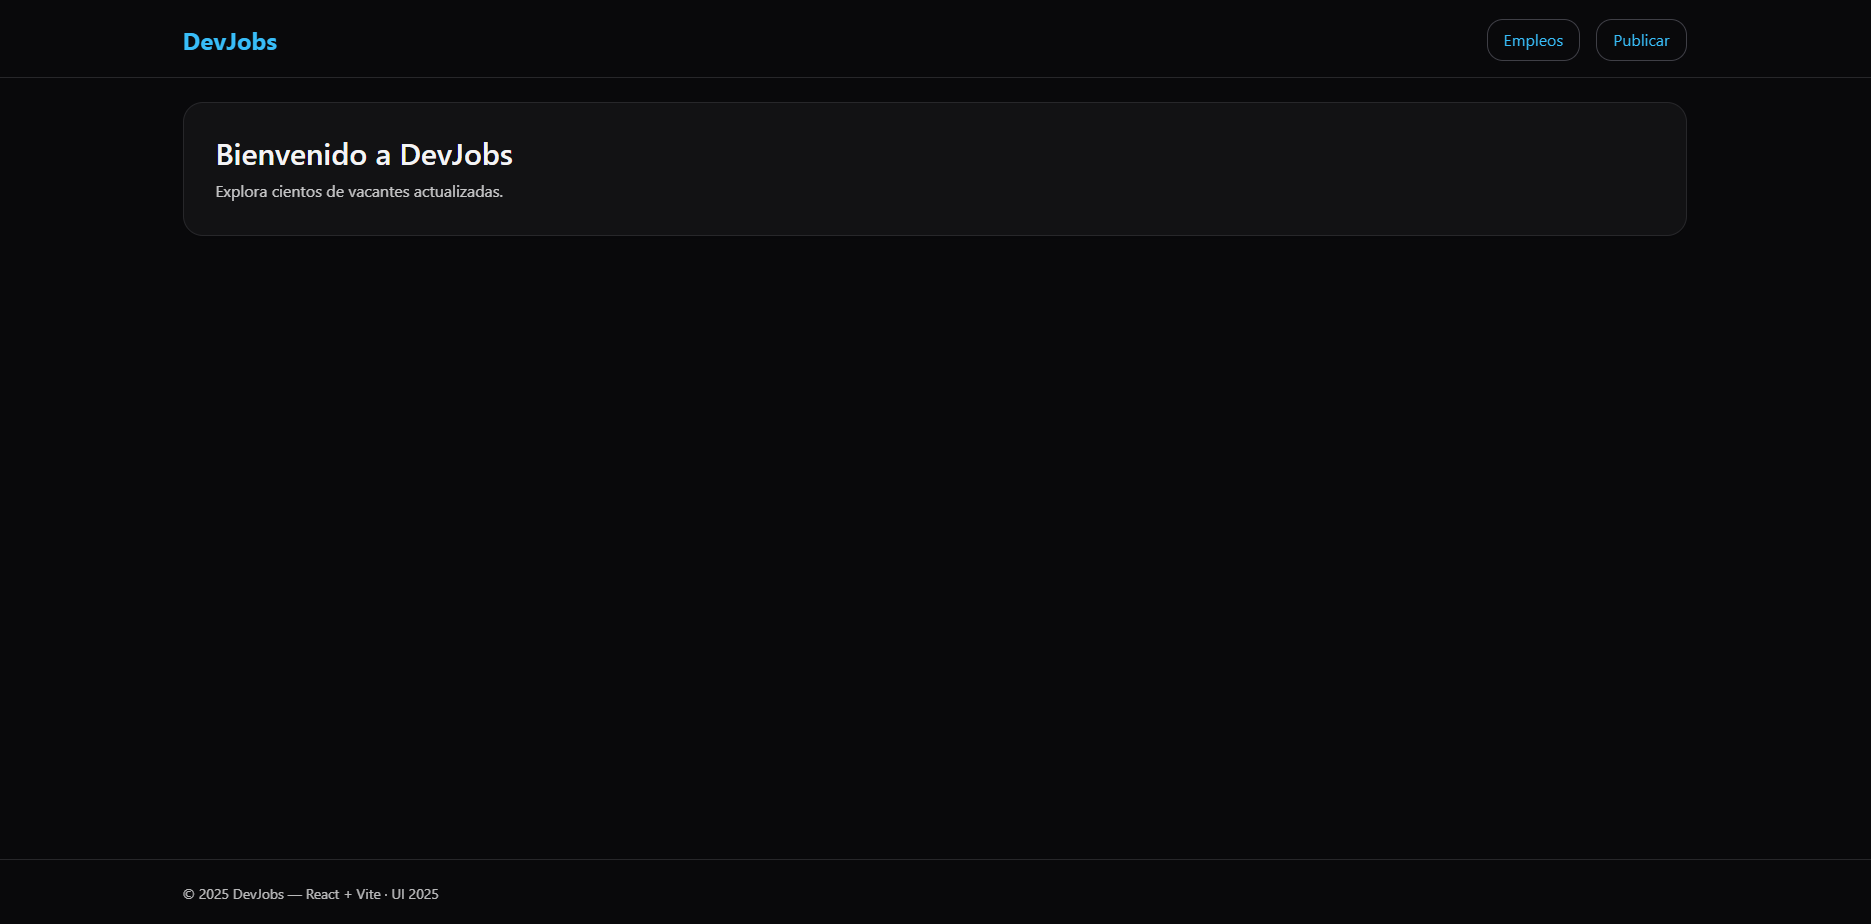 DevJobs
Empleos
Publicar
Bienvenido a DevJobs
Explora cientos de vacantes actualizadas.
© 2025 DevJobs — React + Vite · UI 2025